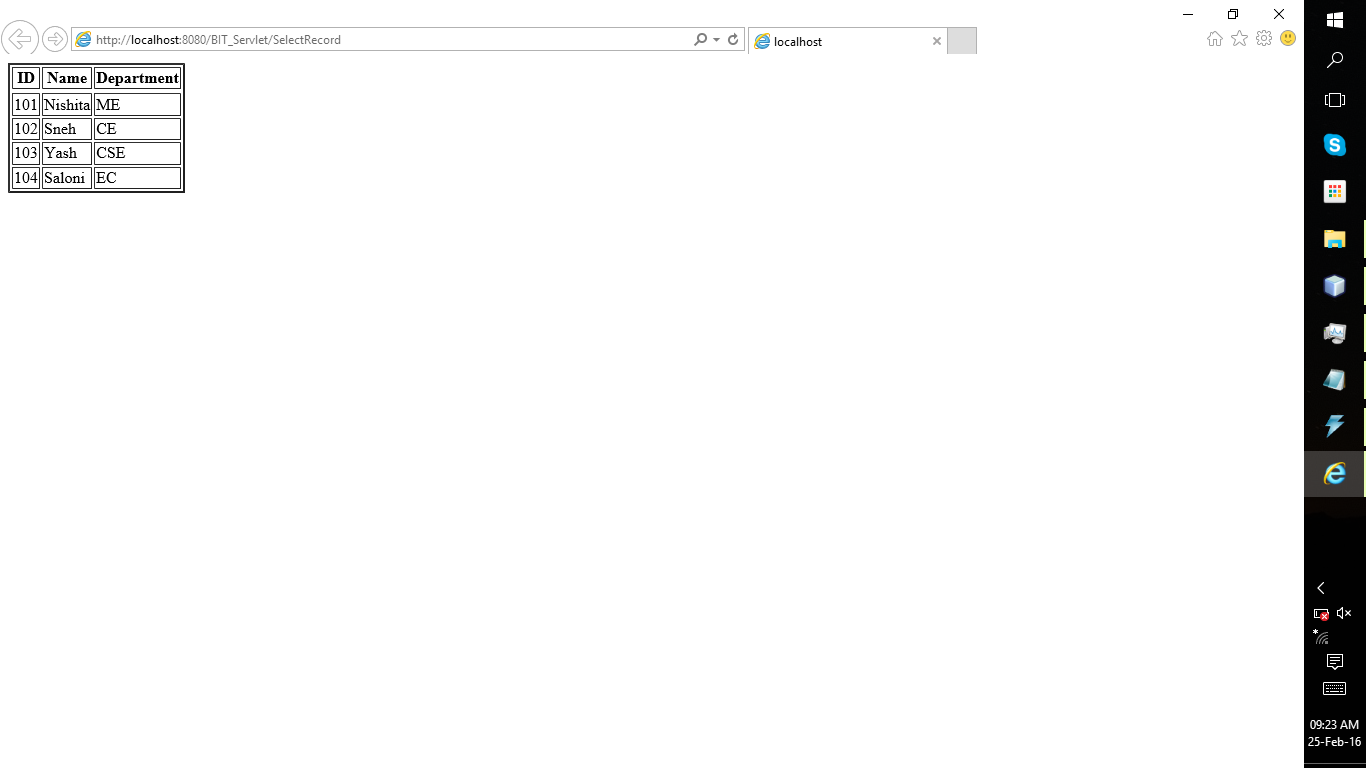 http://localhost:8080/BIT_Servlet/SelectRecord
localhost
ID Name Department
101 Nishita ME
102 Sneh CE
103 Yash CSE
104 Saloni EC
S
09:23 AM
25-Feb-16